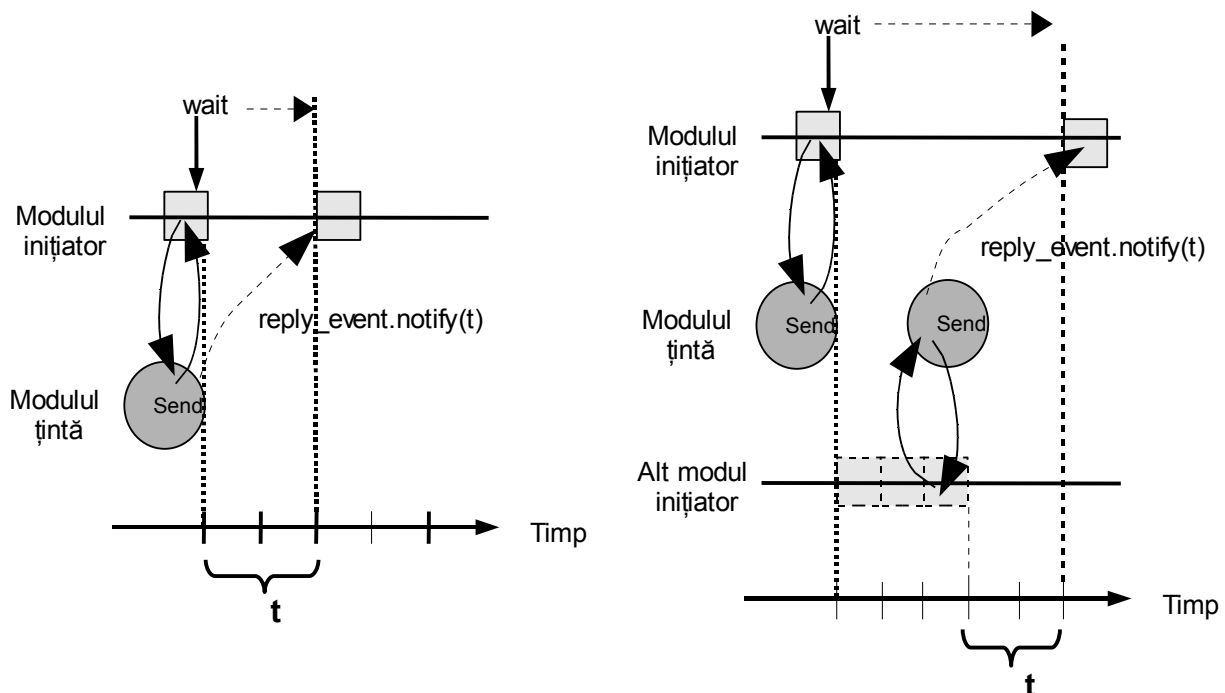 wait
Modulul
inițiator
reply_event.notify(t)
Send
Modulul
țintă
Timp
t
wait
Modulul
inițiator
reply_event.notify(t)
Send
Send
Modulul
țintă
Alt modul
inițiator
Timp
t